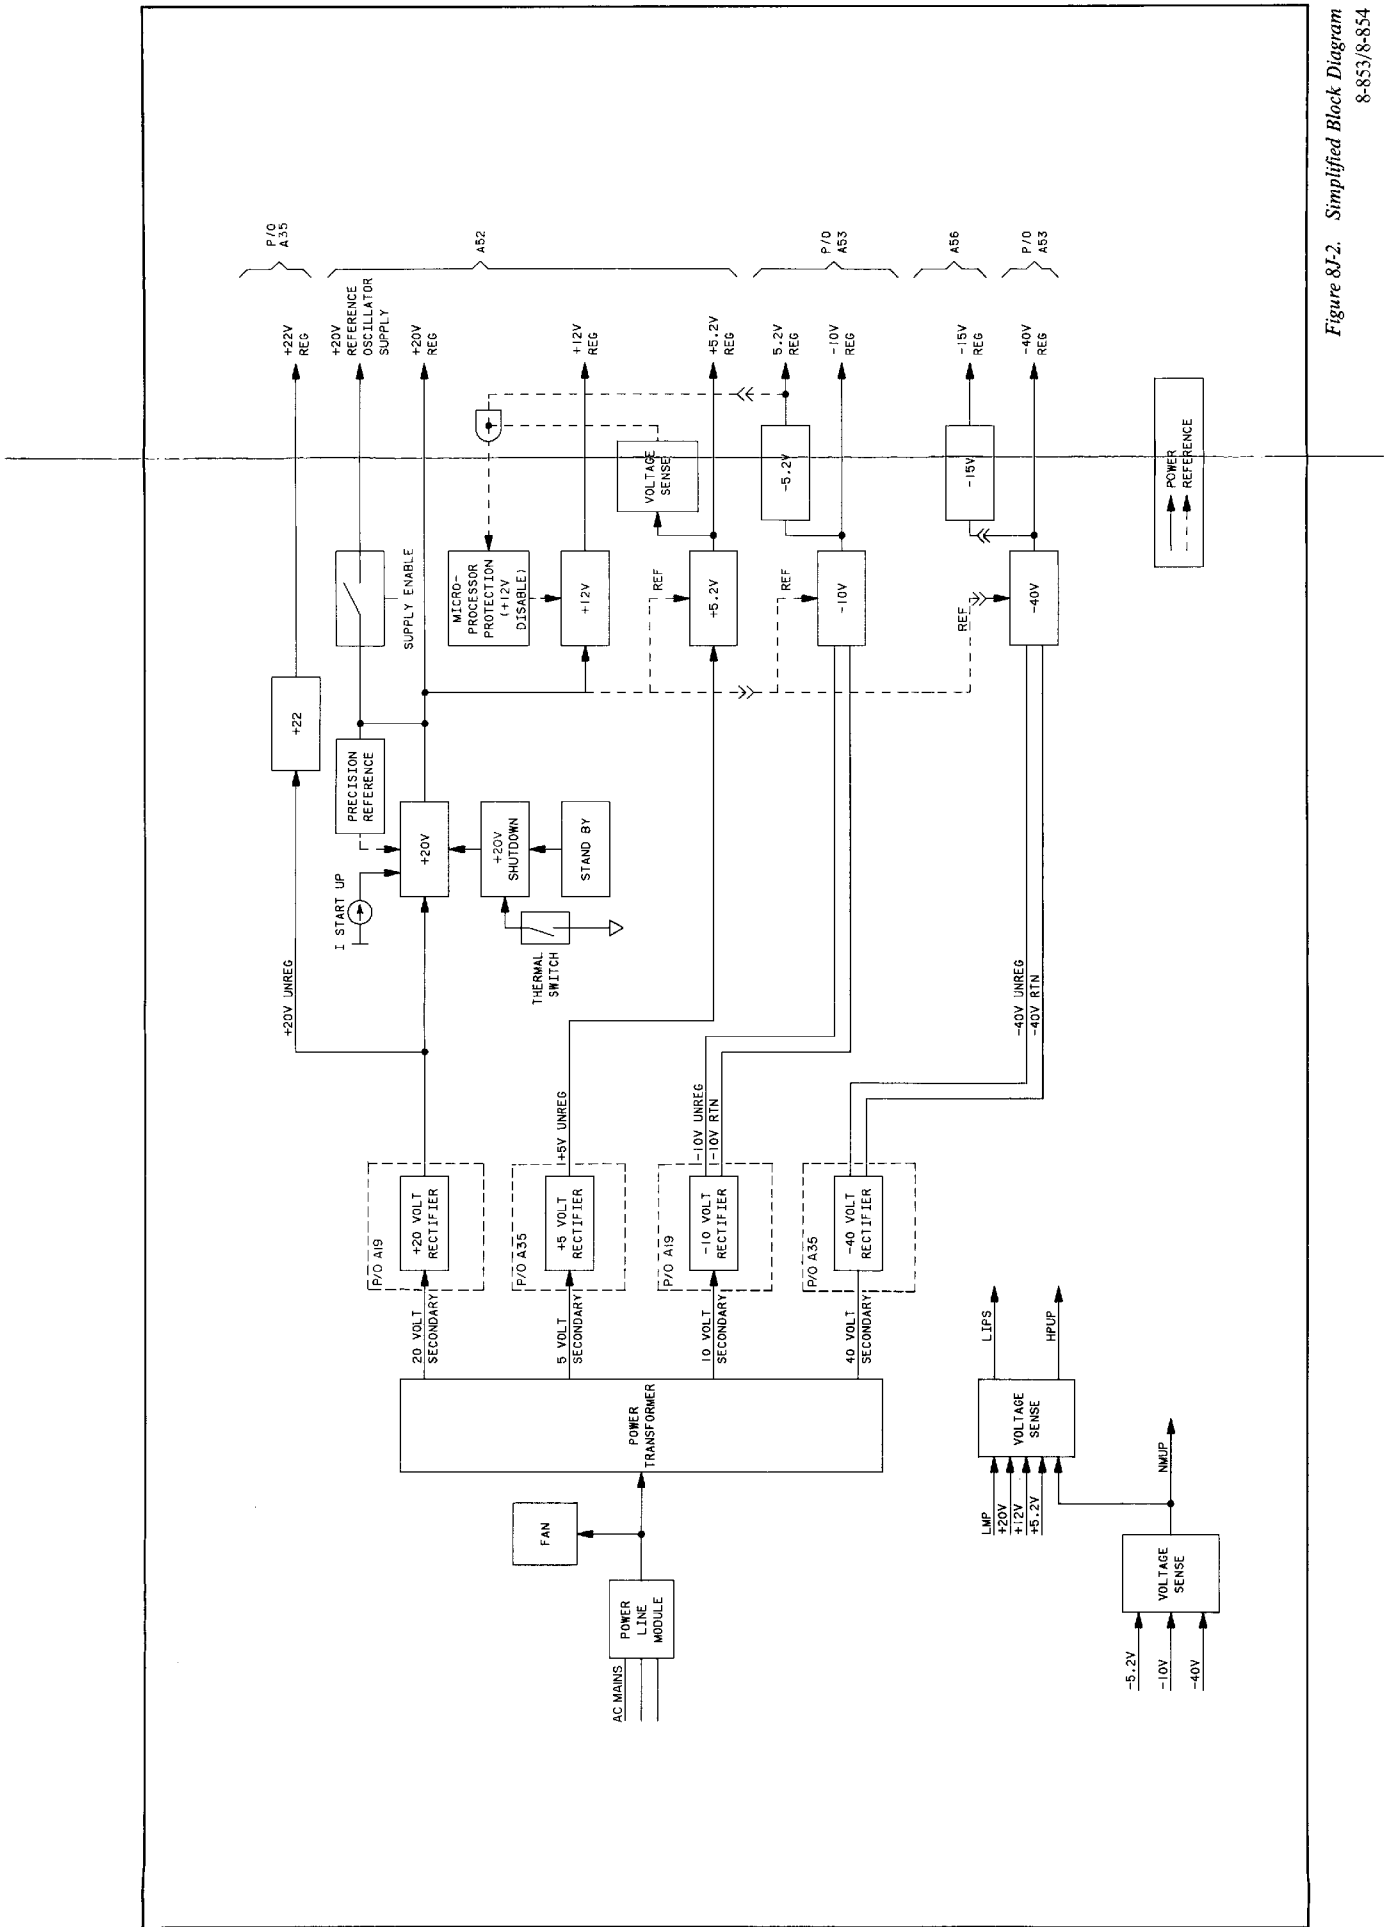 AC MAINS
POWER
LINE
MODULE
FAN
POWER
TRANSFORMER
20 VOLT
SECONDARY
5 VOLT
SECONDARY
10 VOLT
SECONDARY
40 VOLT
SECONDARY
P/O A19
+20 VOLT
RECTIFIER
P/O A35
+5 VOLT
RECTIFIER
P/O A19
-10 VOLT
RECTIFIER
P/O A35
-40 VOLT
RECTIFIER
+20V UNREG
+5V UNREG
-10V UNREG
-10V RTN
-40V UNREG
-40V RTN
I START UP
THERMAL
SWITCH
+20V
+20V
SHUTDOWN
STAND BY
PRECISION
REFERENCE
+22
SUPPLY ENABLE
MICRO-
PROCESSOR
PROTECTION
(+12V
DISABLE)
+12V
REF
+5.2V
REF
-10V
REF
-40V
VOLTAGE
SENSE
-5.2V
-15V
+22V
REG
+20V
REFERENCE
OSCILLATOR
SUPPLY
+20V
REG
+12V
REG
+5.2V
REG
5.2V
REG
-10V
REG
-15V
REG
-40V
REG
P/O
A35
A52
P/O
A53
A56
P/O
A53
LMP
+20V
+12V
+5.2V
VOLTAGE
SENSE
LIPS
HPUP
-5.2V
-10V
-40V
VOLTAGE
SENSE
NMUP
POWER
REFERENCE
Figure 8J-2. Simplified Block Diagram
8-853/8-854